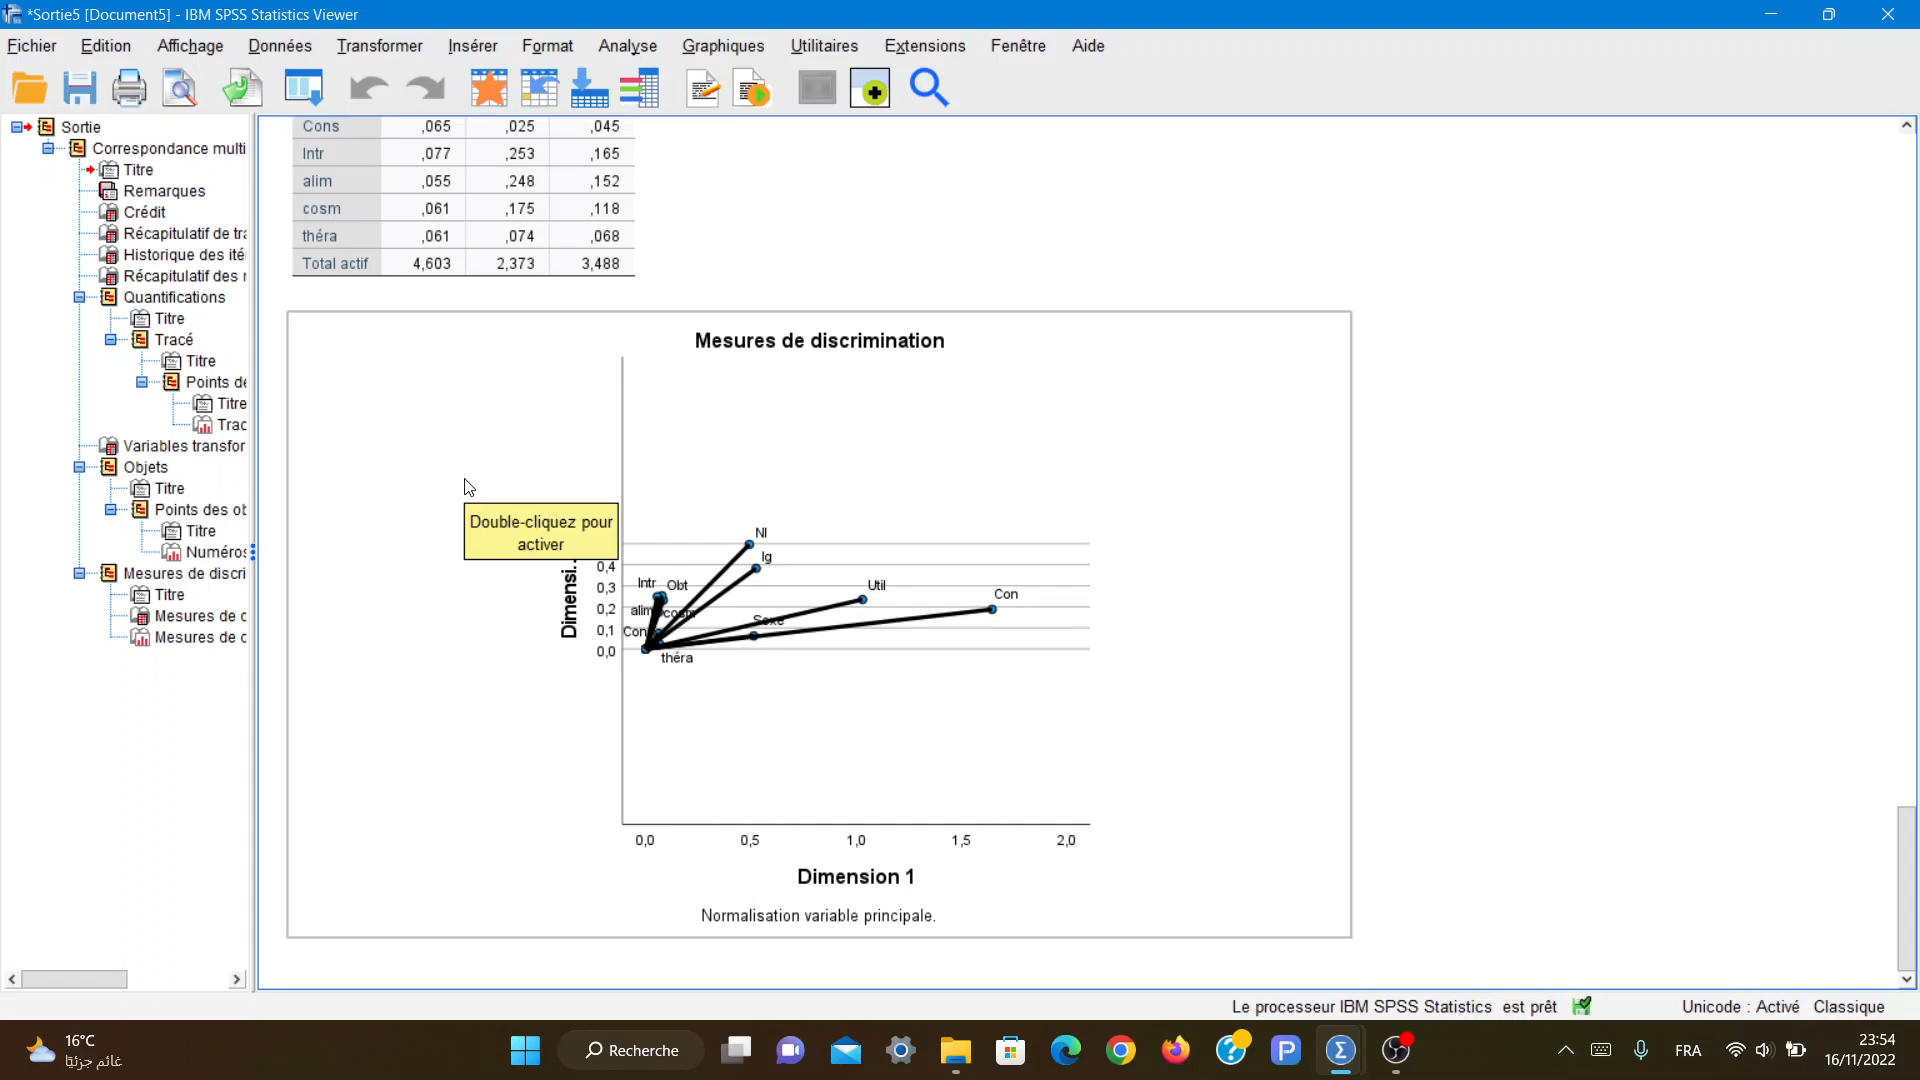 *Sortie5 [Document5] - IBM SPSS Statistics Viewer
Fichier Edition Affichage Données Transformer Insérer Format Analyse Graphiques Utilitaires Extensions Fenêtre Aide
Sortie
Correspondance multi
Titre
Remarques
Crédit
Récapitulatif de tra
Historique des ité
Récapitulatif des r
Quantifications
Titre
Tracé
Titre
Points de
Titre
Trac
Variables transfor
Objets
Titre
Points des ob
Titre
Numéros
Mesures de discri
Titre
Mesures de c
Mesures de c
Cons ,065 ,025 ,045
Intr ,077 ,253 ,165
alim ,055 ,248 ,152
cosm ,061 ,175 ,118
théra ,061 ,074 ,068
Total actif 4,603 2,373 3,488
Mesures de discrimination
Double-cliquez pour
activer
Dimensi...
0,4
0,3
0,2
0,1
0,0
NI
Ig
Intr
Obt
Util
Con
alim
cosm
Sexe
Con
théra
0,0 0,5 1,0 1,5 2,0
Dimension 1
Normalisation variable principale.
Le processeur IBM SPSS Statistics est prêt
Unicode : Activé Classique
16°C
غائم جزئيًا
Recherche
FRA
23:54
16/11/2022